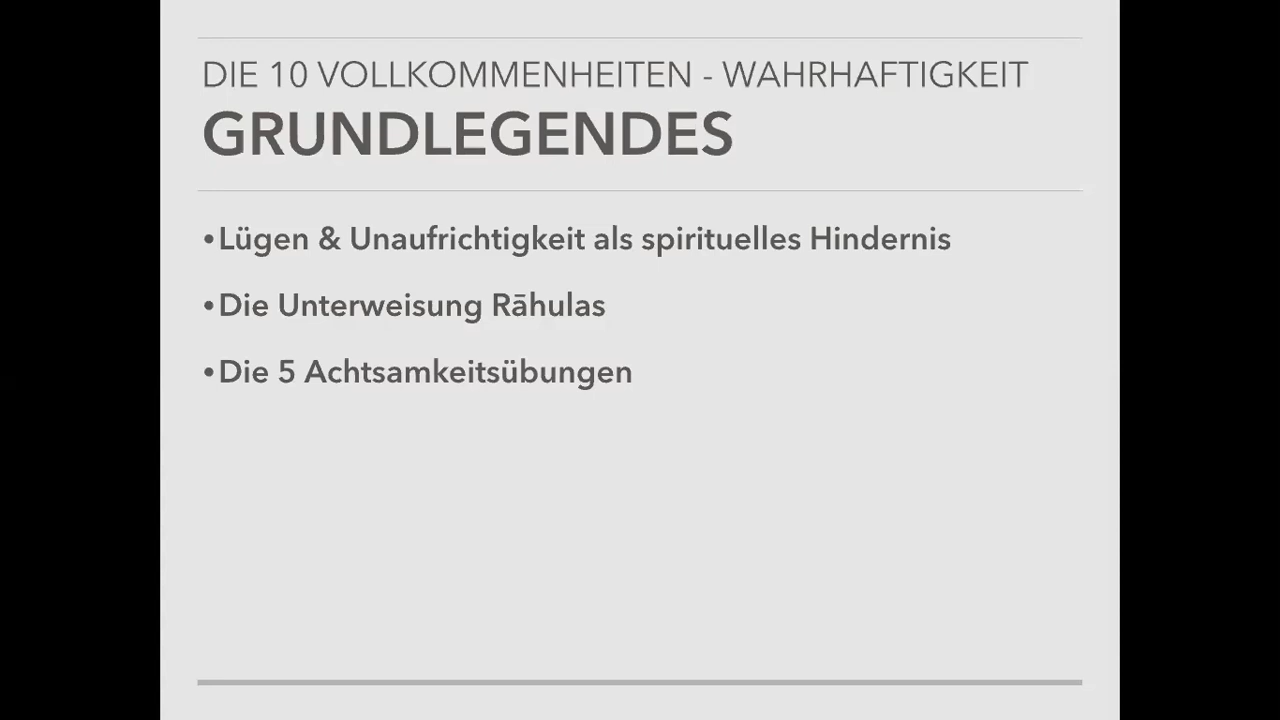 DIE 10 VOLLKOMMENHEITEN - WAHRHAFTIGKEIT
GRUNDLEGENDES
•Lügen & Unaufrichtigkeit als spirituelles Hindernis
•Die Unterweisung Rāhulas
•Die 5 Achtsamkeitsübungen